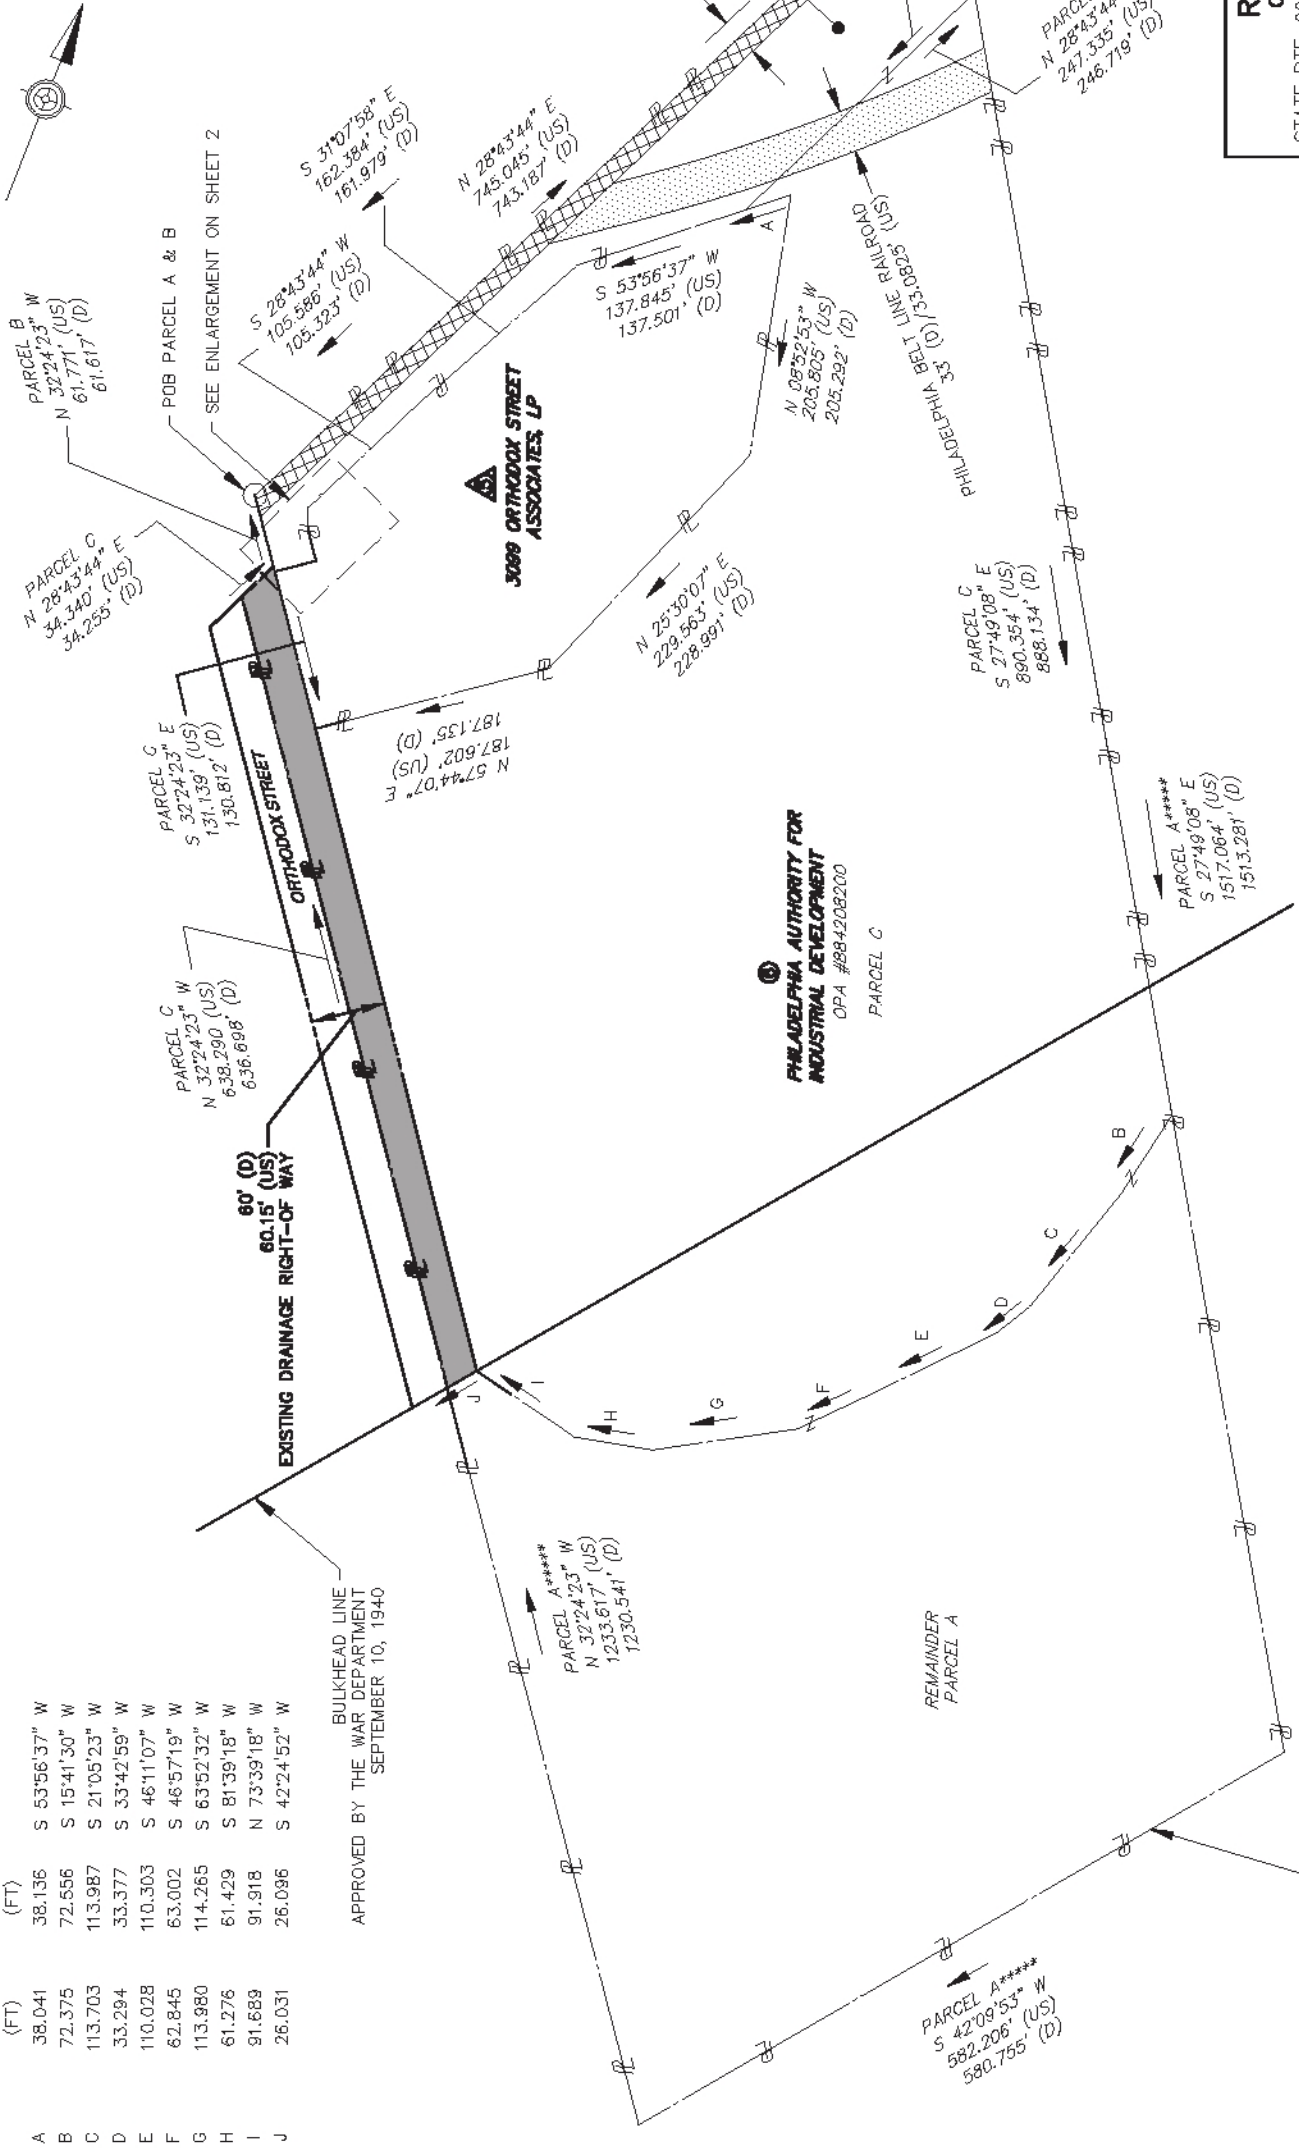 (FT) (FT)
A 38.041 38.136 S 53°56'37" W
B 72.375 72.556 S 15°41'30" W
C 113.703 113.987 S 21°05'23" W
D 33.294 33.377 S 33°42'59" W
E 110.028 110.303 S 46°11'07" W
F 62.845 63.002 S 46°57'19" W
G 113.980 114.265 S 63°52'32" W
H 61.276 61.429 S 81°39'18" W
I 91.689 91.918 N 73°39'18" W
J 26.031 26.096 S 42°24'52" W
BULKHEAD LINE
APPROVED BY THE WAR DEPARTMENT
SEPTEMBER 10, 1940
60' (D)
60.15' (US)
EXISTING DRAINAGE RIGHT-OF WAY
PARCEL C
N 32°24'23" W
638.290 (US)
636.698' (D)
PARCEL C
S 32°24'23" E
131.139' (US)
130.812' (D)
ORTHODOX STREET
PARCEL C
N 28°43'44" E
34.340' (US)
34.255' (D)
PARCEL B
N 32°24'23" W
61.771' (US)
61.617' (D)
POB PARCEL A & B
SEE ENLARGEMENT ON SHEET 2
S 28°43'44" W
105.586' (US)
105.323' (D)
S 31°07'58" E
162.384' (US)
161.979' (D)
N 28°43'44" E
745.045' (US)
743.187' (D)
S 53°56'37" W
137.845' (US)
137.501' (D)
A
N 08°52'53" W
205.805' (US)
205.292' (D)
PHILADELPHIA BELT LINE RAILROAD
33' (D)/33.0825' (US)
PARCEL
N 28°43'44"
247.335' (US)
246.719' (D)
5
3099 ORTHODOX STREET
ASSOCIATES, LP
N 25°30'07" E
229.563' (US)
228.991' (D)
N 57°44'07" E
187.602' (US)
187.135' (D)
PARCEL C
S 27°49'08" E
890.354' (US)
888.134' (D)
6
PHILADELPHIA AUTHORITY FOR
INDUSTRIAL DEVELOPMENT
OPA #884208200
PARCEL C
PARCEL A*****
S 27°49'08" E
1517.064' (US)
1513.281' (D)
B
C
D
E
F
G
H
I
J
PARCEL A*****
N 32°24'23" W
1233.617' (US)
1230.541' (D)
REMAINDER
PARCEL A
PARCEL A*****
S 42°09'53" W
582.206' (US)
580.755' (D)
R